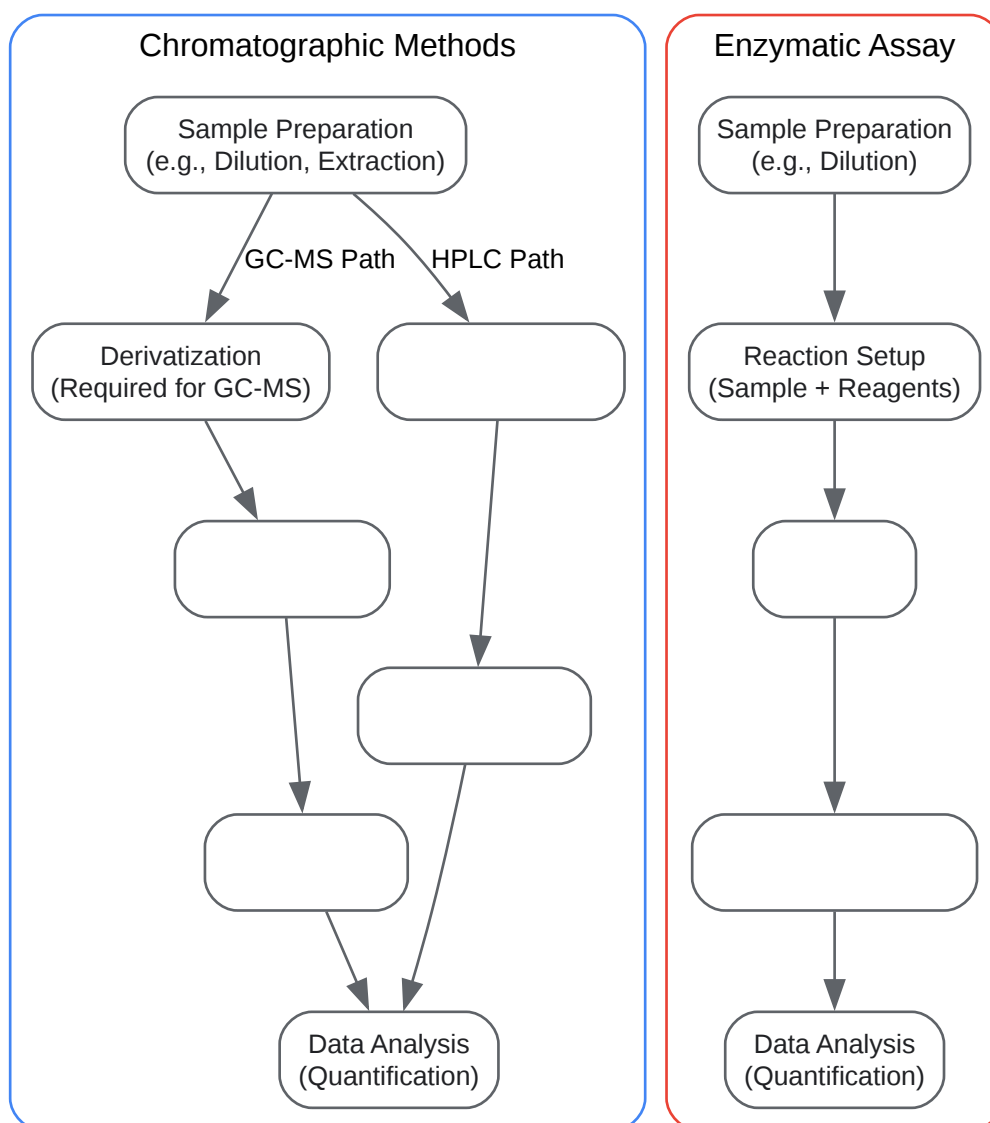 Chromatographic Methods
Sample Preparation
(e.g., Dilution, Extraction)
GC-MS Path
HPLC Path
Derivatization
(Required for GC-MS)
Data Analysis
(Quantification)
Enzymatic Assay
Sample Preparation
(e.g., Dilution)
Reaction Setup
(Sample + Reagents)
Data Analysis
(Quantification)